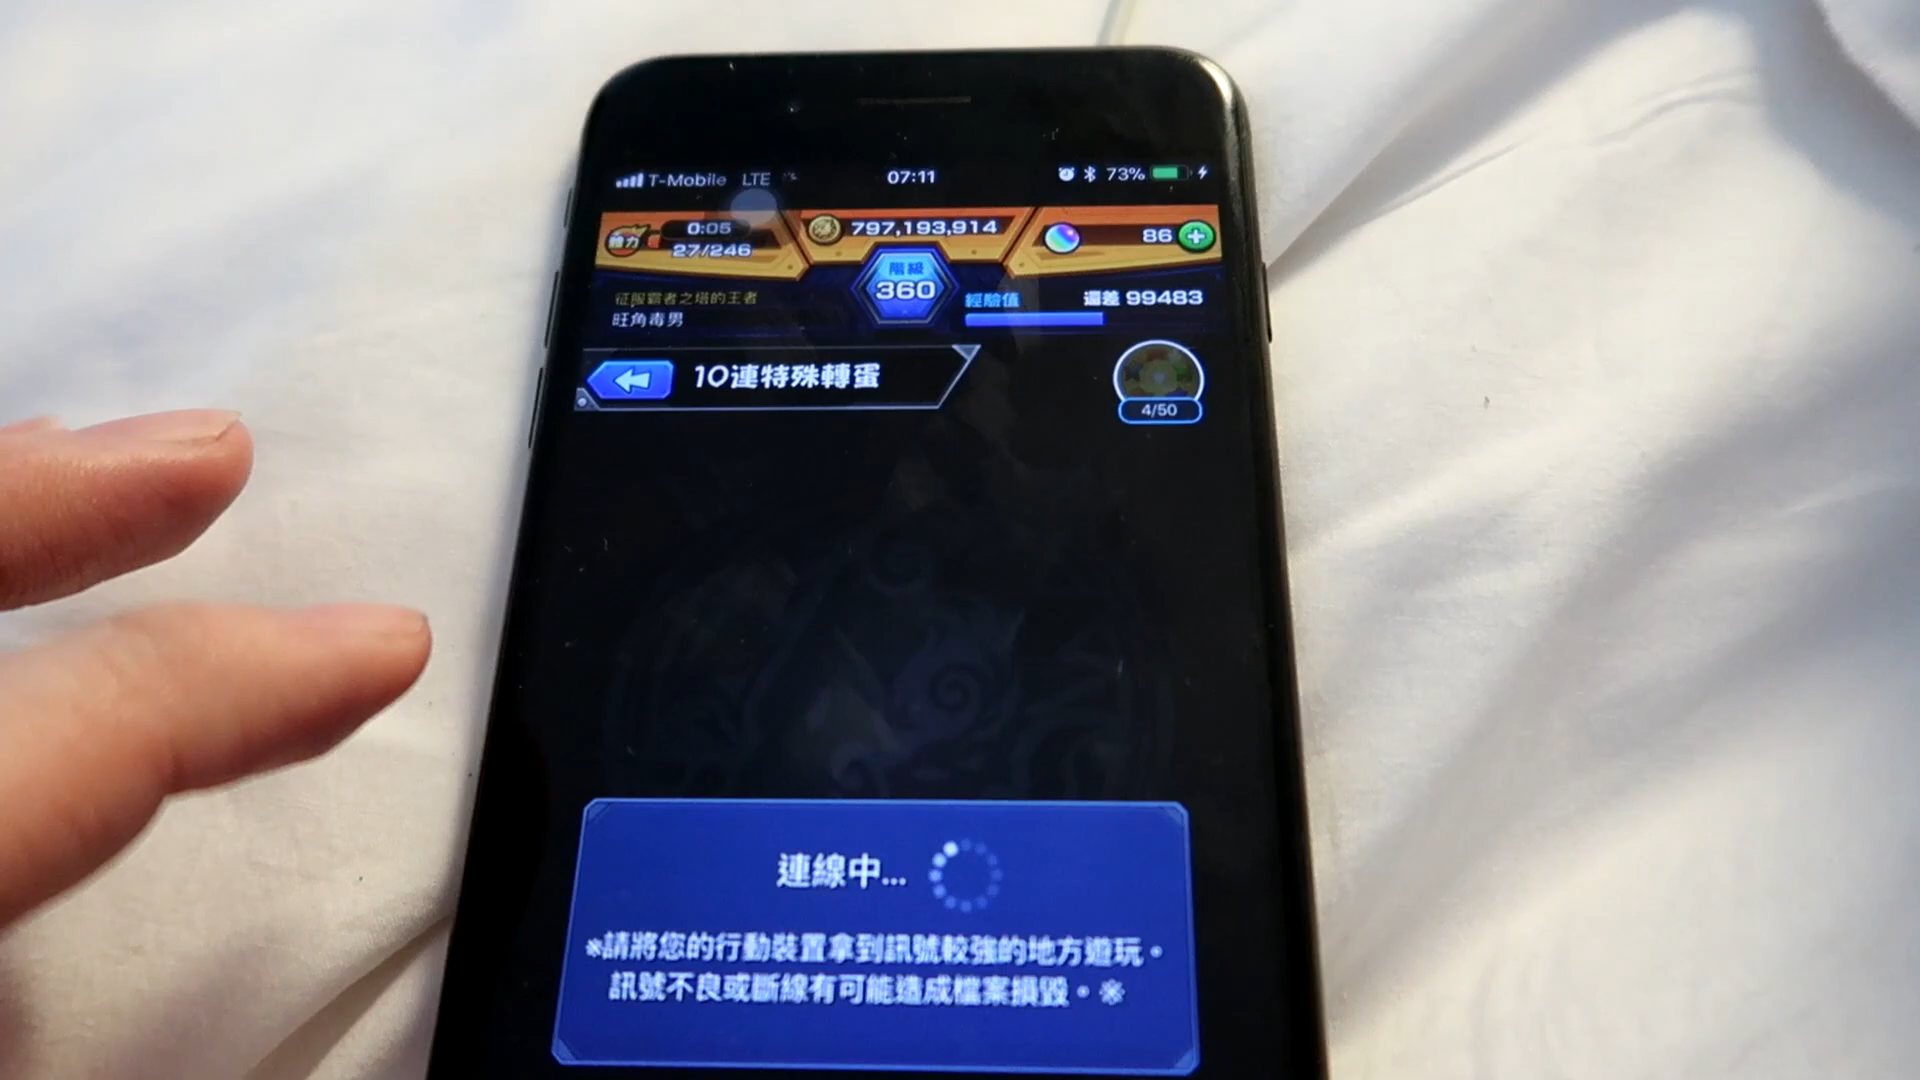 T-Mobile LTE 07:11 73%
體力 0:05 797,193,914 86
27/246
階級
360
征服霸者之塔的王者
經驗值 還差 99483
旺角毒男
10連特殊轉蛋
4/50
連線中...
※請將您的行動裝置拿到訊號較強的地方遊玩。
訊號不良或斷線有可能造成檔案損毀。※